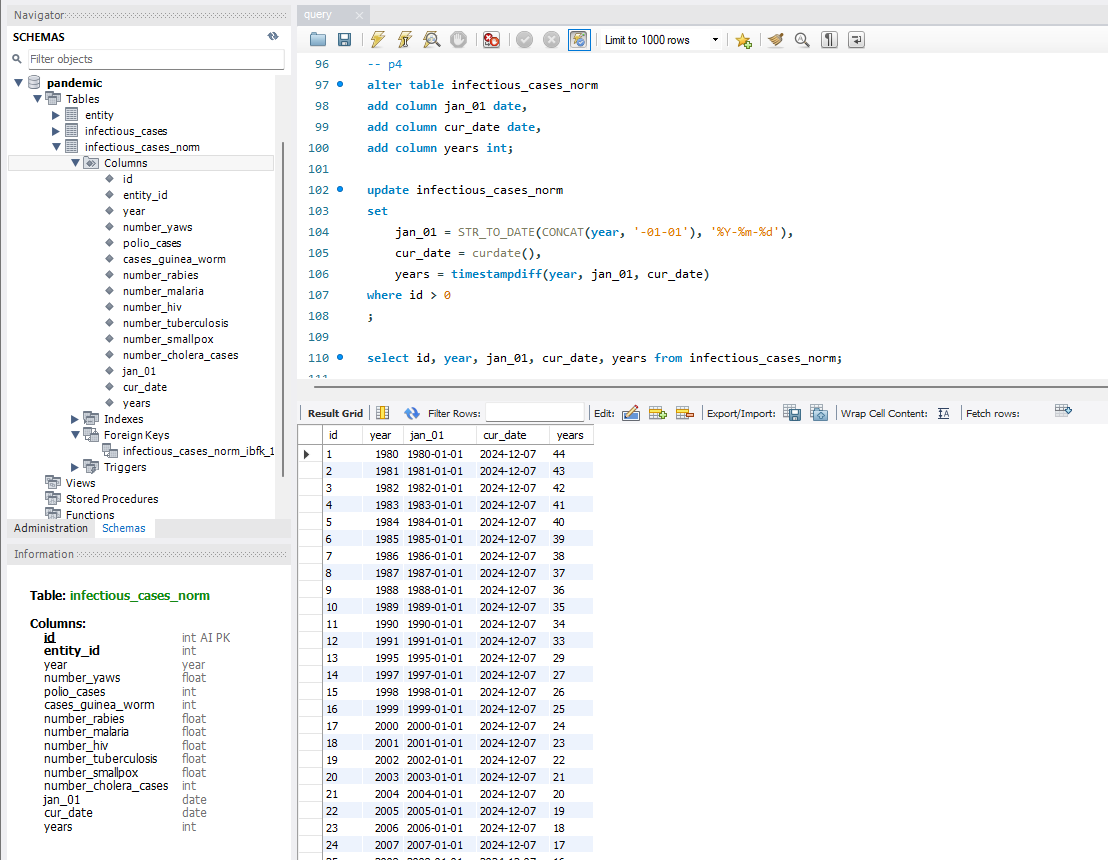 Navigator
SCHEMAS
Filter objects
pandemic
Tables
entity
infectious_cases
infectious_cases_norm
Columns
id
entity_id
year
number_yaws
polio_cases
cases_guinea_worm
number_rabies
number_malaria
number_hiv
number_tuberculosis
number_smallpox
number_cholera_cases
jan_01
cur_date
years
Indexes
Foreign Keys
infectious_cases_norm_ibfk_1
Triggers
Views
Stored Procedures
Functions
Administration Schemas
Information
Table: infectious_cases_norm
Columns:
id int AI PK
entity_id int
year year
number_yaws float
polio_cases int
cases_guinea_worm int
number_rabies float
number_malaria float
number_hiv float
number_tuberculosis float
number_smallpox float
number_cholera_cases int
jan_01 date
cur_date date
years int
query
Limit to 1000 rows
96 -- p4
97 alter table infectious_cases_norm
98 add column jan_01 date,
99 add column cur_date date,
100 add column years int;
101
102 update infectious_cases_norm
103 set
104 jan_01 = STR_TO_DATE(CONCAT(year, '-01-01'), '%Y-%m-%d'),
105 cur_date = curdate(),
106 years = timestampdiff(year, jan_01, cur_date)
107 where id > 0
108 ;
109
110 select id, year, jan_01, cur_date, years from infectious_cases_norm;
111
Result Grid Filter Rows: Edit: Export/Import: Wrap Cell Content: Fetch rows:
id year jan_01 cur_date years
1 1980 1980-01-01 2024-12-07 44
2 1981 1981-01-01 2024-12-07 43
3 1982 1982-01-01 2024-12-07 42
4 1983 1983-01-01 2024-12-07 41
5 1984 1984-01-01 2024-12-07 40
6 1985 1985-01-01 2024-12-07 39
7 1986 1986-01-01 2024-12-07 38
8 1987 1987-01-01 2024-12-07 37
9 1988 1988-01-01 2024-12-07 36
10 1989 1989-01-01 2024-12-07 35
11 1990 1990-01-01 2024-12-07 34
12 1991 1991-01-01 2024-12-07 33
13 1995 1995-01-01 2024-12-07 29
14 1997 1997-01-01 2024-12-07 27
15 1998 1998-01-01 2024-12-07 26
16 1999 1999-01-01 2024-12-07 25
17 2000 2000-01-01 2024-12-07 24
18 2001 2001-01-01 2024-12-07 23
19 2002 2002-01-01 2024-12-07 22
20 2003 2003-01-01 2024-12-07 21
21 2004 2004-01-01 2024-12-07 20
22 2005 2005-01-01 2024-12-07 19
23 2006 2006-01-01 2024-12-07 18
24 2007 2007-01-01 2024-12-07 17